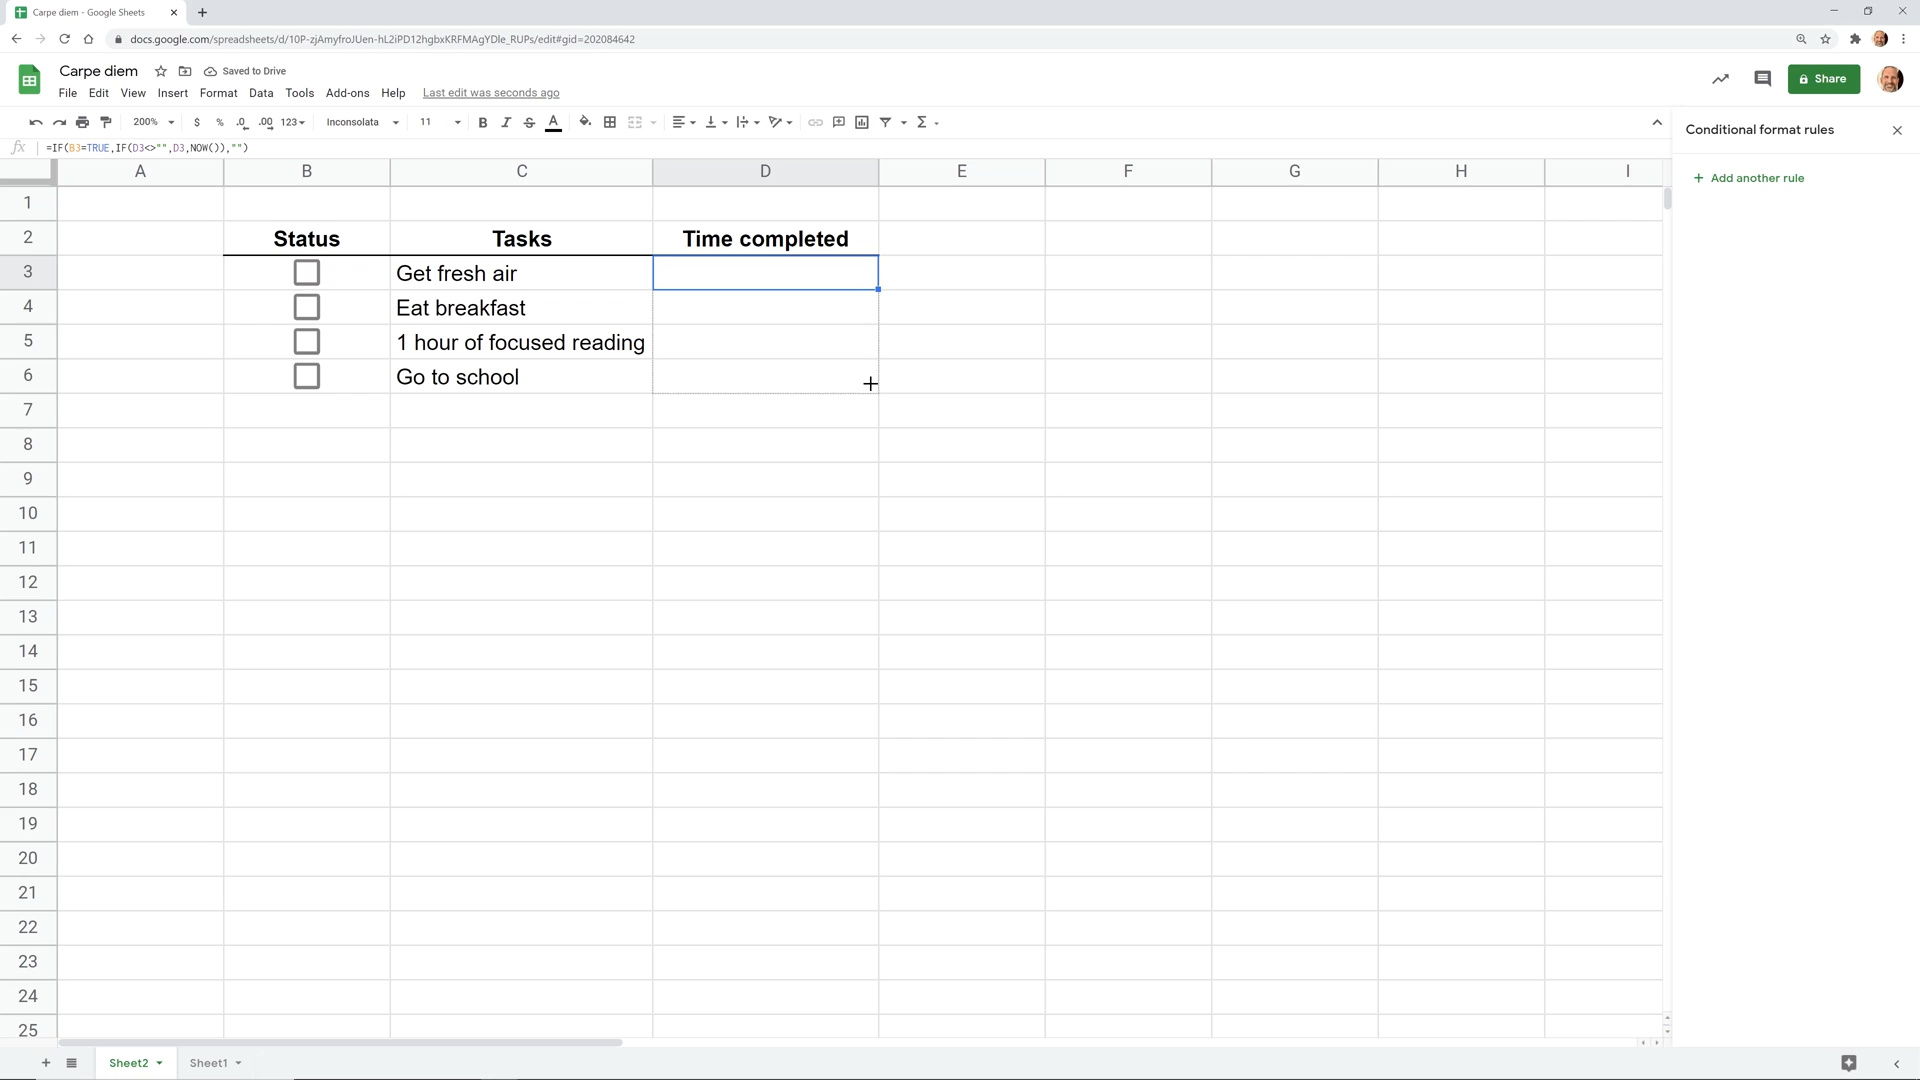 Carpe diem - Google Sheets
docs.google.com/spreadsheets/d/10P-zjAmyfroJUen-hL2iPD12hgbxKRFMAgYDle_RUPs/edit#gid=202084642
Carpe diem
Saved to Drive
File Edit View Insert Format Data Tools Add-ons Help Last edit was seconds ago
Share
200% $ % .0 .00 123 Inconsolata 11 B I S A Σ
Conditional format rules
fx =IF(B3=TRUE,IF(D3<>"",D3,NOW()),"")
+ Add another rule
A B C D E F G H I
1
2 Status Tasks Time completed
3 Get fresh air
4 Eat breakfast
5 1 hour of focused reading
6 Go to school
7
8
9
10
11
12
13
14
15
16
17
18
19
20
21
22
23
24
25
Sheet2 Sheet1